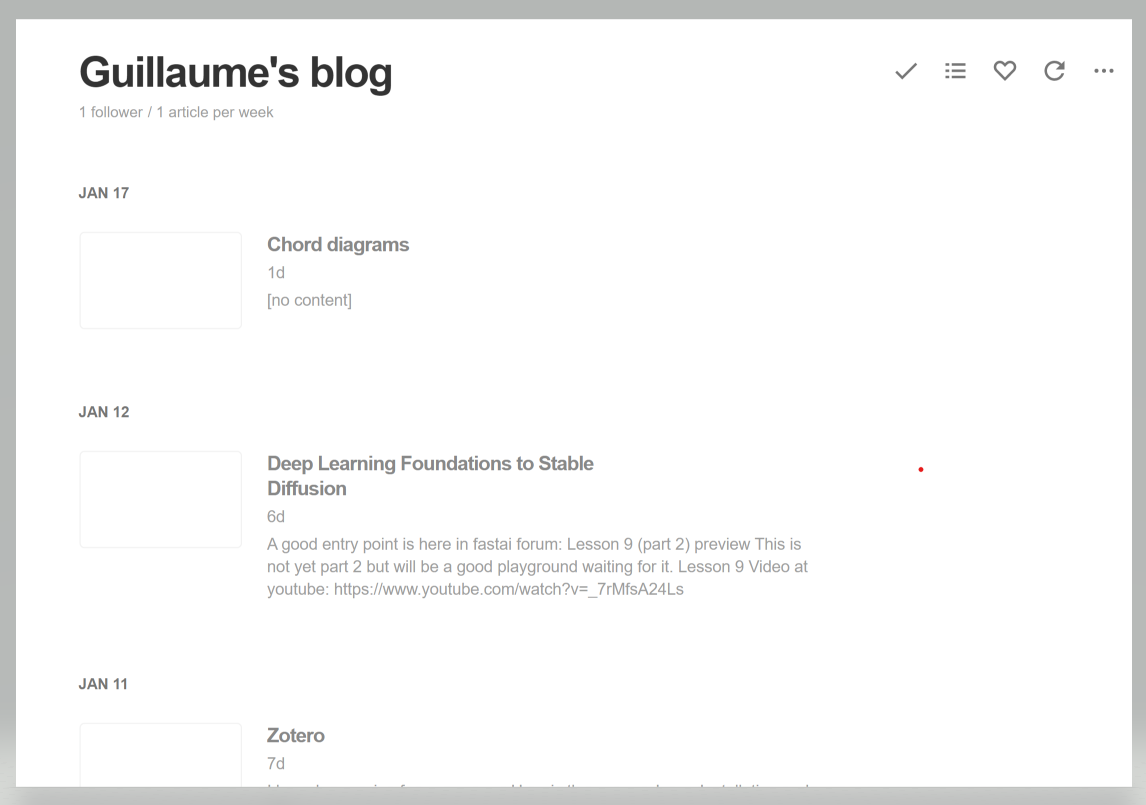 Guillaume's blog
1 follower / 1 article per week
JAN 17
Chord diagrams
1d
[no content]
JAN 12
Deep Learning Foundations to Stable
Diffusion
6d
A good entry point is here in fastai forum: Lesson 9 (part 2) preview This is
not yet part 2 but will be a good playground waiting for it. Lesson 9 Video at
youtube: https://www.youtube.com/watch?v=_7rMfsA24Ls
JAN 11
Zotero
7d